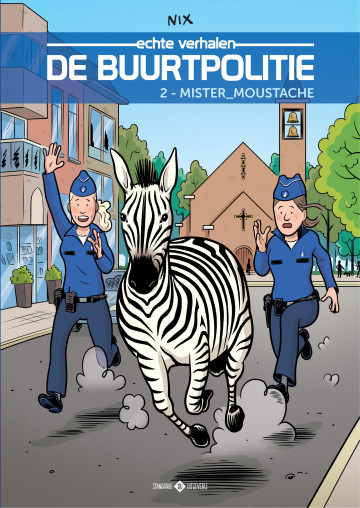 NIX
echte verhalen
DE BUURTPOLITIE
2 - MISTER_MOUSTACHE
STANDAARD UITGEVERIJ